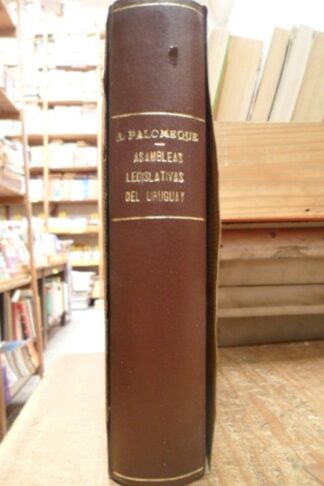 A. PALOMEQUE
ASAMBLEAS
LEGISLATIVAS
DEL URUGUAY